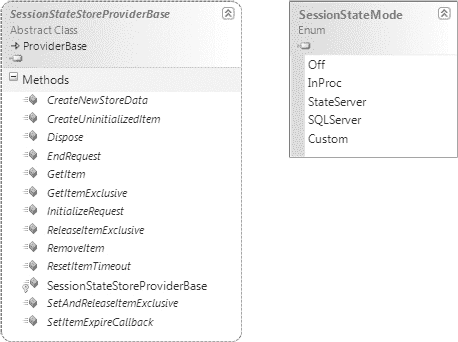 SessionStateStoreProviderBase
Abstract Class
ProviderBase
Methods
CreateNewStoreData
CreateUninitializedItem
Dispose
EndRequest
GetItem
GetItemExclusive
InitializeRequest
ReleaseItemExclusive
RemoveItem
ResetItemTimeout
SessionStateStoreProviderBase
SetAndReleaseItemExclusive
SetItemExpireCallback
SessionStateMode
Enum
Off
InProc
StateServer
SQLServer
Custom